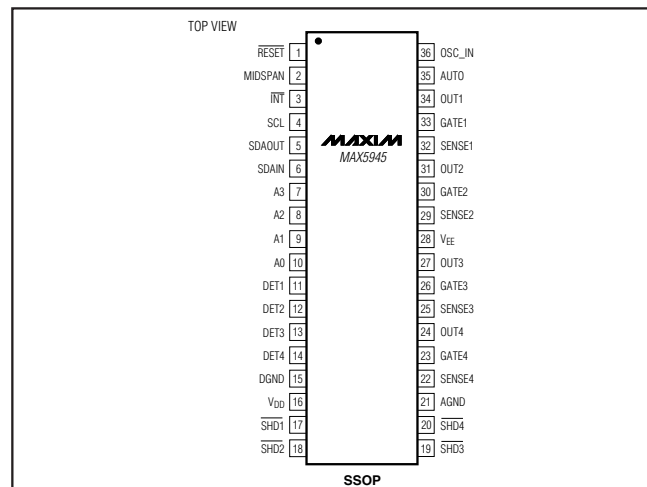 TOP VIEW
RESET 1 36 OSC_IN
MIDSPAN 2 35 AUTO
INT 3 34 OUT1
SCL 4 33 GATE1
SDAOUT 5 32 SENSE1
SDAIN 6 31 OUT2
A3 7 30 GATE2
A2 8 29 SENSE2
A1 9 28 VEE
A0 10 27 OUT3
DET1 11 26 GATE3
DET2 12 25 SENSE3
DET3 13 24 OUT4
DET4 14 23 GATE4
DGND 15 22 SENSE4
VDD 16 21 AGND
SHD1 17 20 SHD4
SHD2 18 19 SHD3
MAXIM
MAX5945
SSOP